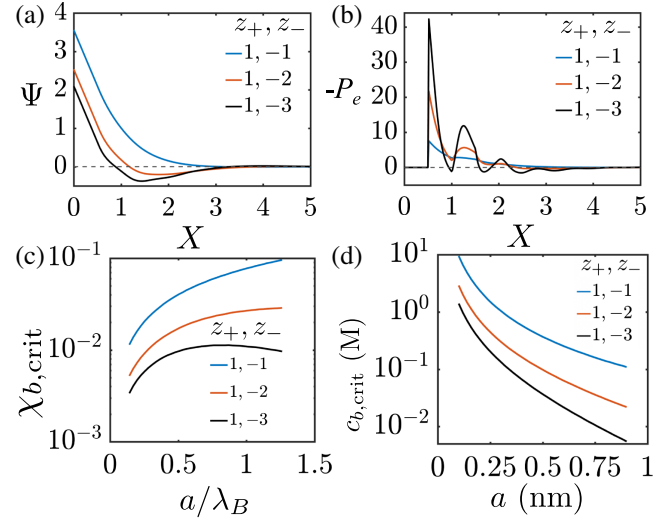 (a)
Ψ
4
3
2
1
0
z₊, z₋
1, −1
1, −2
1, −3
0 1 2 3 4 5
X
(b)
-Pₑ
40
30
20
10
0
z₊, z₋
1, −1
1, −2
1, −3
0 1 2 3 4 5
X
(c)
χ_{b,crit}
10⁻¹
10⁻²
10⁻³
z₊, z₋
1, −1
1, −2
1, −3
0 0.5 1 1.5
a/λ_B
(d)
c_{b,crit} (M)
10¹
10⁰
10⁻¹
10⁻²
z₊, z₋
1, −1
1, −2
1, −3
0 0.25 0.5 0.75 1
a (nm)